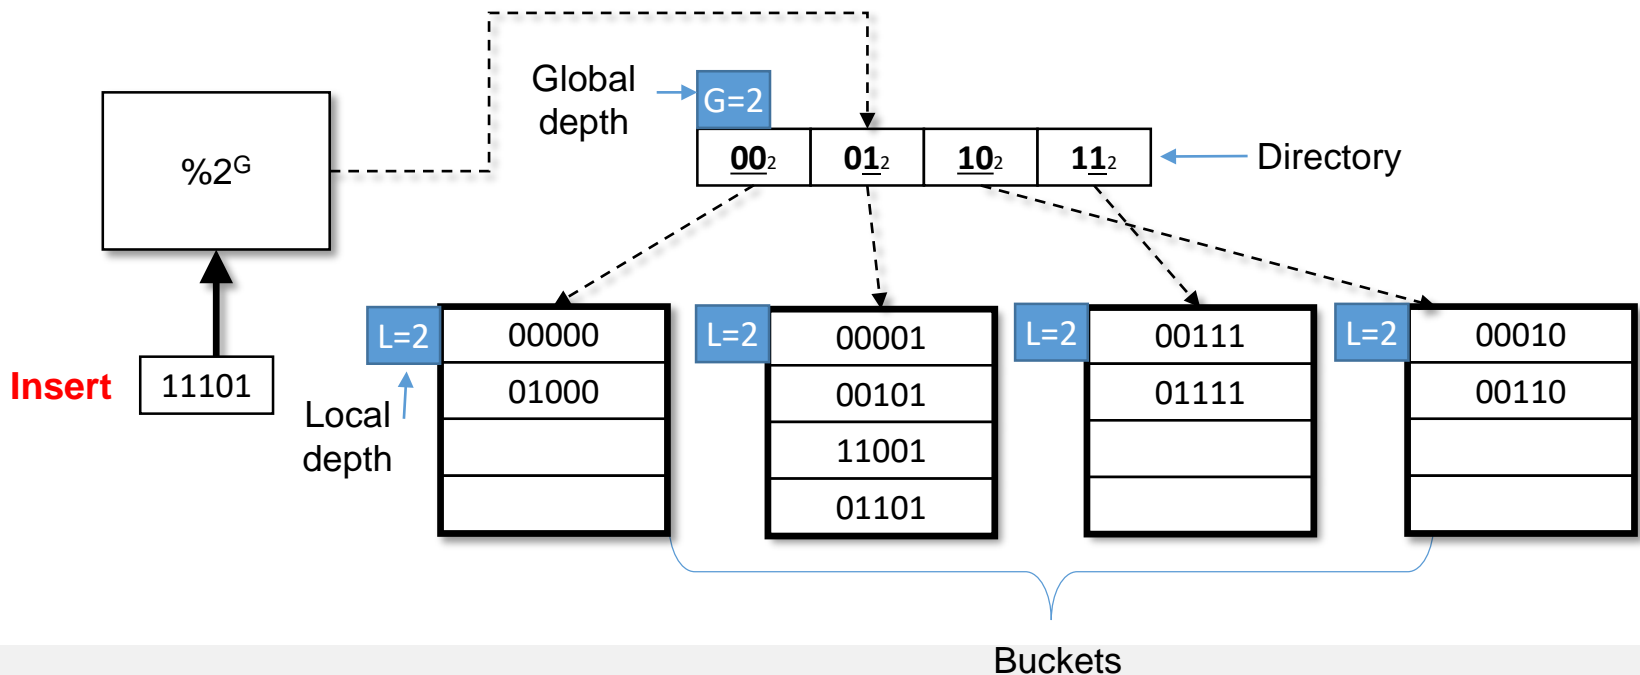 Global
depth
G=2
%2ᴳ
00₂ 01₂ 10₂ 11₂
Directory
Insert
11101
Local
depth
L=2
00000
01000
L=2
00001
00101
11001
01101
L=2
00111
01111
L=2
00010
00110
Buckets